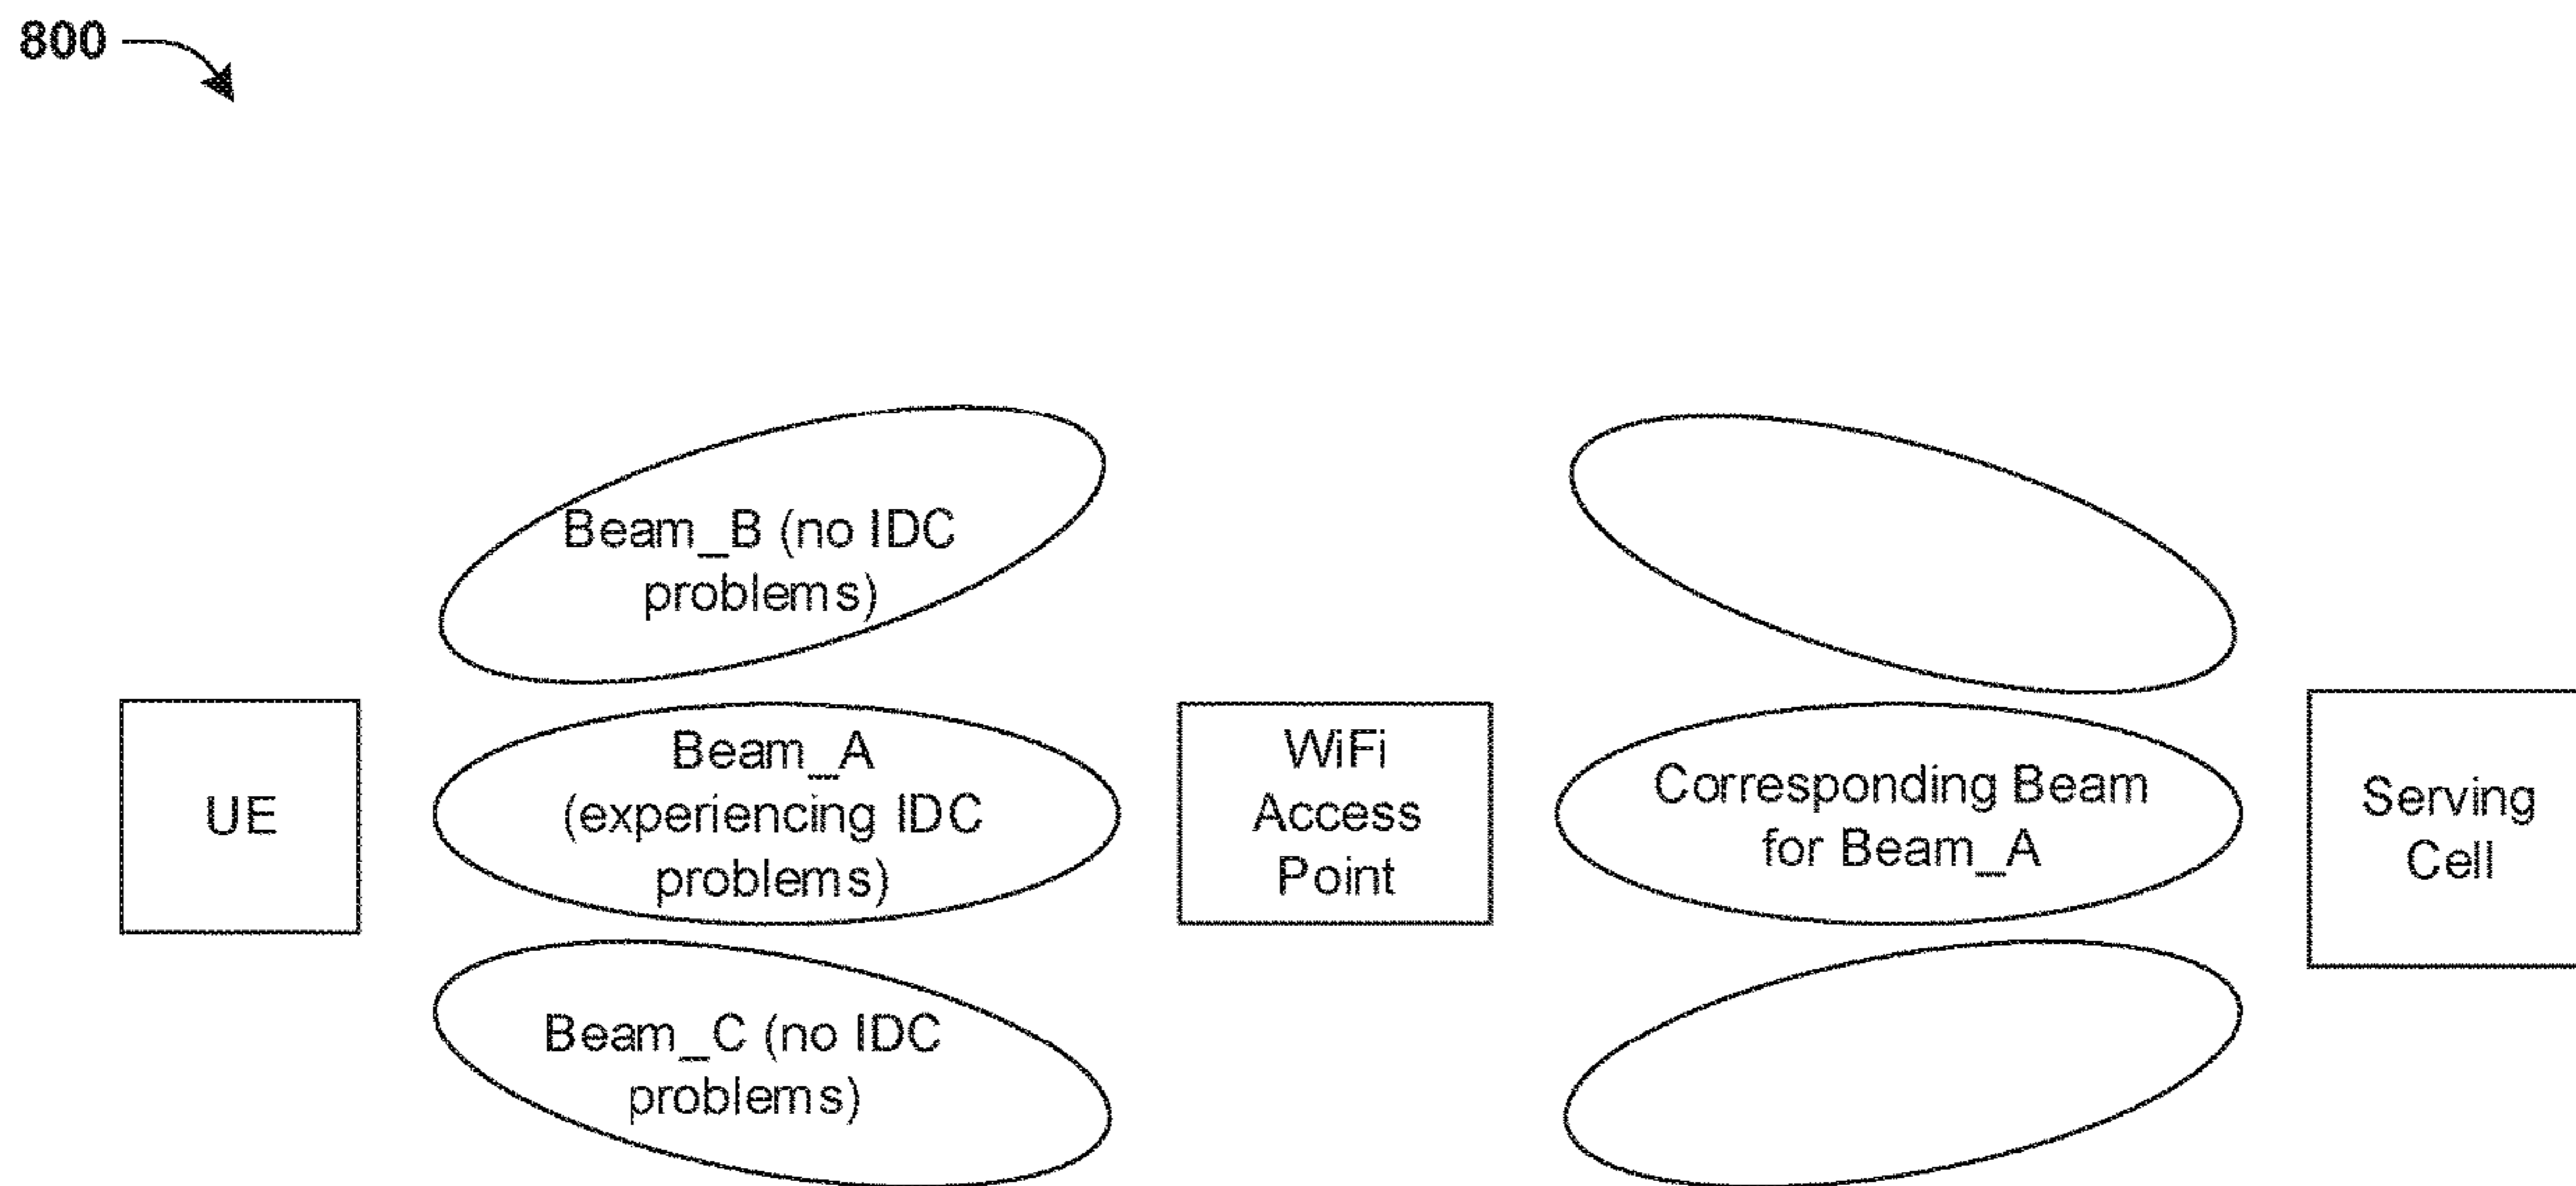 800
Beam_B (no IDC
problems)
UE
Beam_A
(experiencing IDC
problems)
WiFi
Access
Point
Corresponding Beam
for Beam_A
Serving
Cell
Beam_C (no IDC
problems)